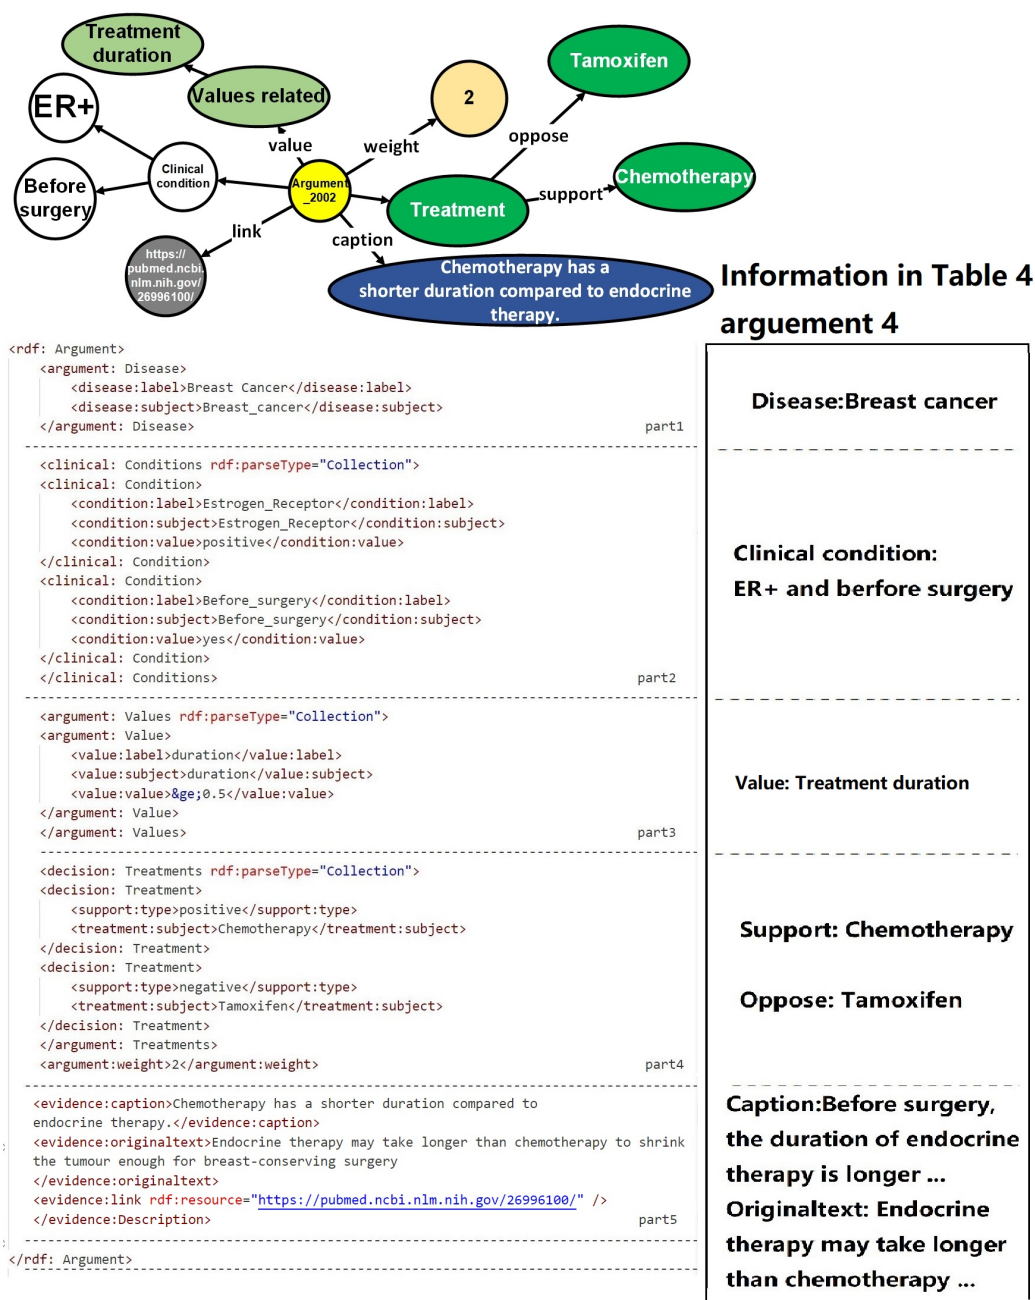 Treatment
duration
Tamoxifen
ER+
Values related
2
oppose
value
weight
Clinical
condition
Chemotherapy
Before
surgery
Argument
_2002
support
Treatment
link
caption
https://
pubmed.ncbi.
nlm.nih.gov/
26996100/
Chemotherapy has a
shorter duration compared to endocrine
therapy.
Information in Table 4
arguement 4
<rdf: Argument>
<argument: Disease>
<disease:label>Breast Cancer</disease:label>
<disease:subject>Breast_cancer</disease:subject>
</argument: Disease>
part1
Disease:Breast cancer
<clinical: Conditions rdf:parseType="Collection">
<clinical: Condition>
<condition:label>Estrogen_Receptor</condition:label>
<condition:subject>Estrogen_Receptor</condition:subject>
<condition:value>positive</condition:value>
</clinical: Condition>
<clinical: Condition>
<condition:label>Before_surgery</condition:label>
<condition:subject>Before_surgery</condition:subject>
<condition:value>yes</condition:value>
</clinical: Condition>
</clinical: Conditions>
part2
Clinical condition:
ER+ and berfore surgery
<argument: Values rdf:parseType="Collection">
<argument: Value>
<value:label>duration</value:label>
<value:subject>duration</value:subject>
<value:value>&ge;0.5</value:value>
</argument: Value>
</argument: Values>
part3
Value: Treatment duration
<decision: Treatments rdf:parseType="Collection">
<decision: Treatment>
<support:type>positive</support:type>
<treatment:subject>Chemotherapy</treatment:subject>
</decision: Treatment>
<decision: Treatment>
<support:type>negative</support:type>
<treatment:subject>Tamoxifen</treatment:subject>
</decision: Treatment>
</argument: Treatments>
<argument:weight>2</argument:weight>
part4
Support: Chemotherapy
Oppose: Tamoxifen
<evidence:caption>Chemotherapy has a shorter duration compared to
endocrine therapy.</evidence:caption>
<evidence:originaltext>Endocrine therapy may take longer than chemotherapy to shrink
the tumour enough for breast-conserving surgery
</evidence:originaltext>
<evidence:link rdf:resource="https://pubmed.ncbi.nlm.nih.gov/26996100/" />
</evidence:Description>
part5
</rdf: Argument>
Caption:Before surgery,
the duration of endocrine
therapy is longer ...
Originaltext: Endocrine
therapy may take longer
than chemotherapy ...